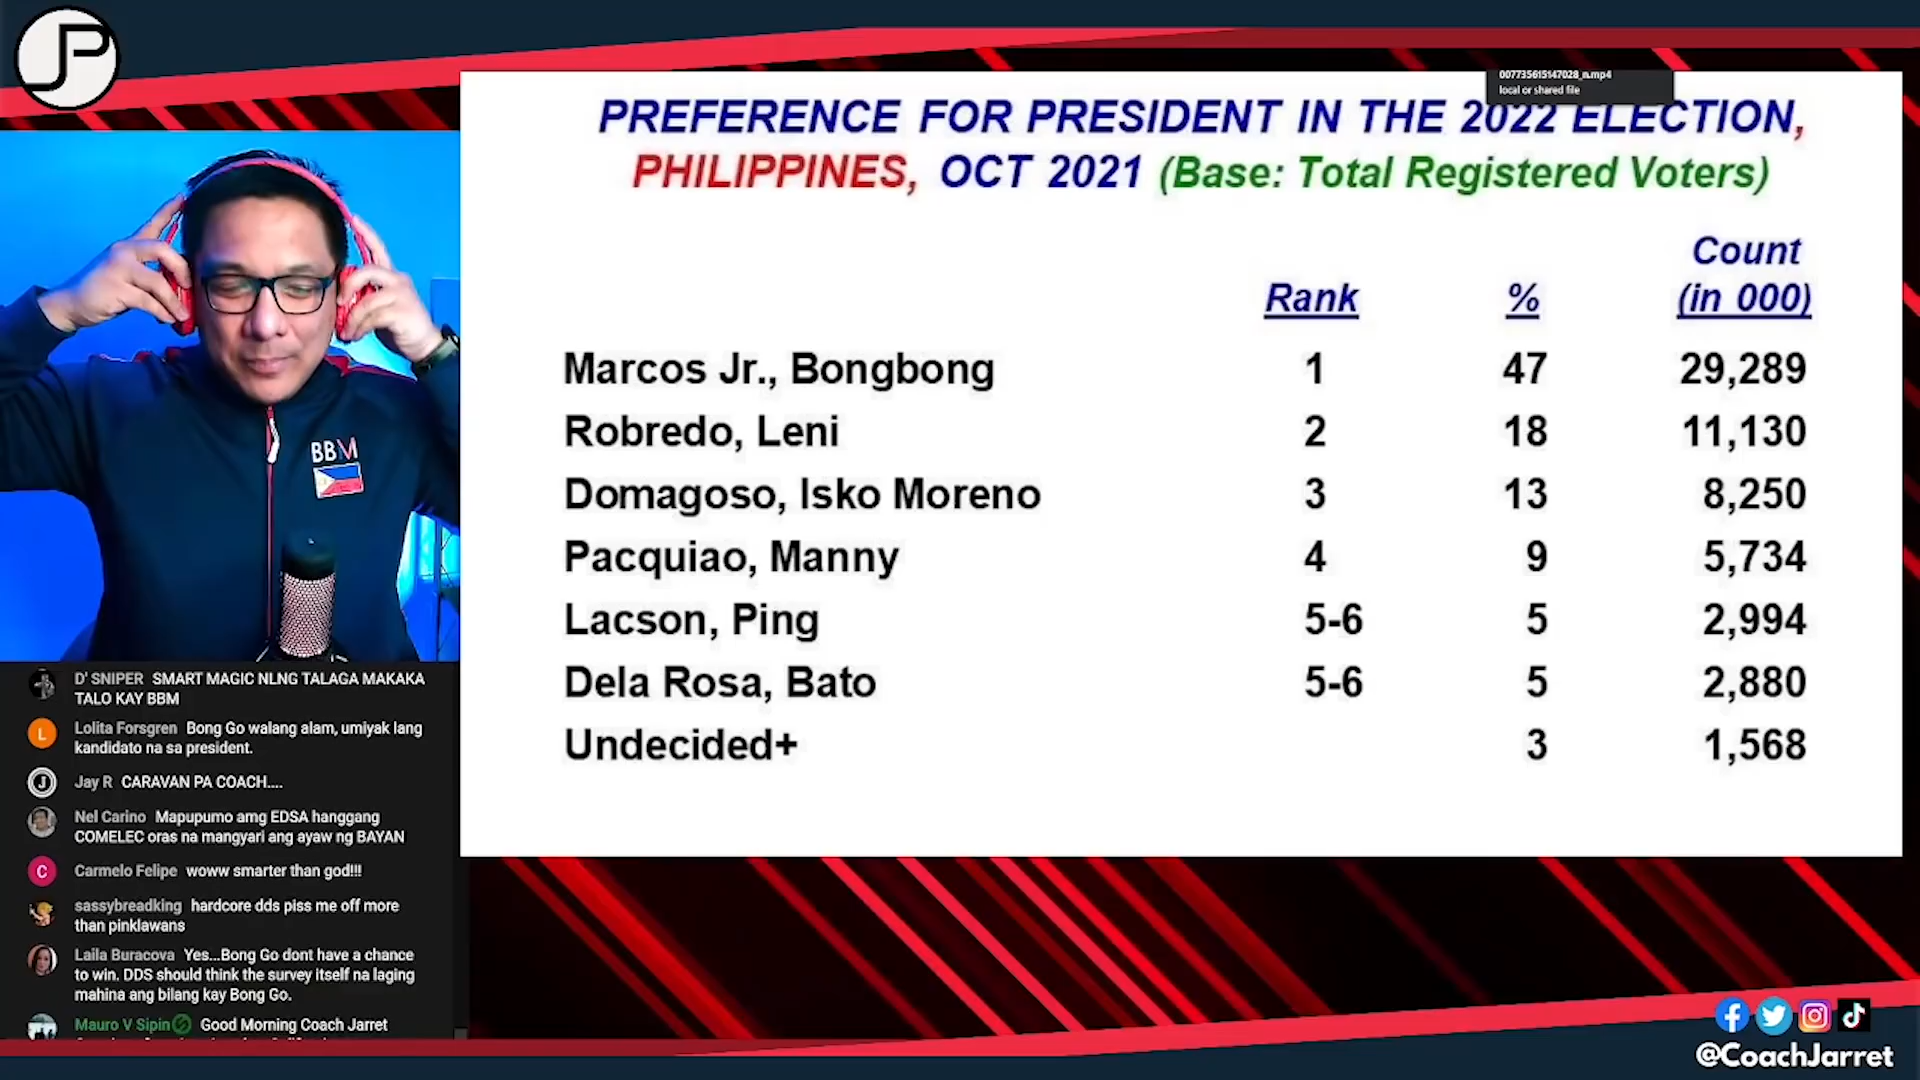 JP
007735615147028_n.mp4
local or shared file
PREFERENCE FOR PRESIDENT IN THE 2022 ELECTION,
PHILIPPINES, OCT 2021 (Base: Total Registered Voters)
Rank % Count (in 000)
Marcos Jr., Bongbong 1 47 29,289
Robredo, Leni 2 18 11,130
Domagoso, Isko Moreno 3 13 8,250
Pacquiao, Manny 4 9 5,734
Lacson, Ping 5-6 5 2,994
Dela Rosa, Bato 5-6 5 2,880
Undecided+ 3 1,568
BBM
D' SNIPER SMART MAGIC NLNG TALAGA MAKAKA
TALO KAY BBM
L
Lolita Forsgren Bong Go walang alam, umiyak lang
kandidato na sa president.
J
Jay R CARAVAN PA COACH....
Nel Carino Mapupumo amg EDSA hanggang
COMELEC oras na mangyari ang ayaw ng BAYAN
C
Carmelo Felipe woww smarter than god!!!
sassybreadking hardcore dds piss me off more
than pinklawans
Laila Buracova Yes...Bong Go dont have a chance
to win. DDS should think the survey itself na laging
mahina ang bilang kay Bong Go.
Mauro V Sipin Good Morning Coach Jarret
@CoachJarret